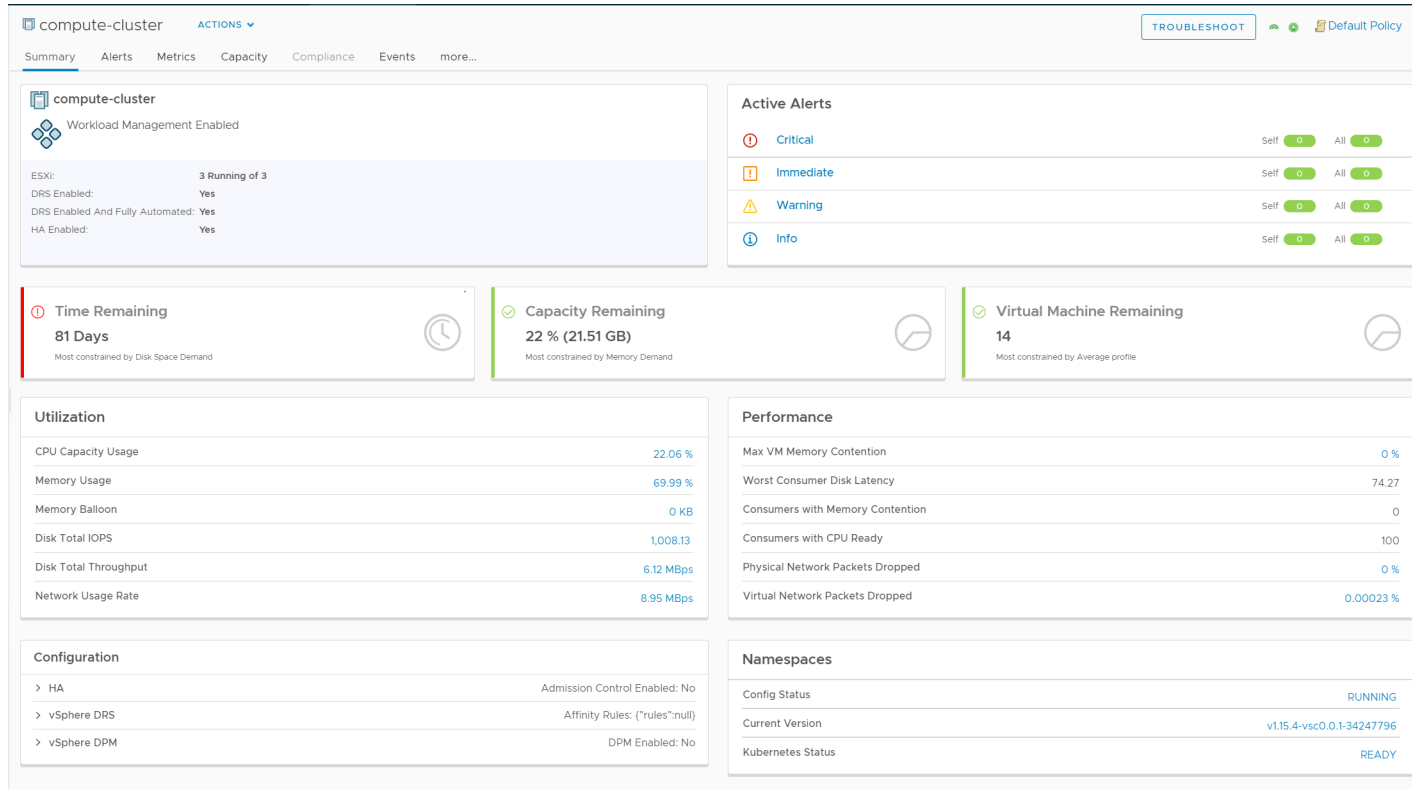 compute-cluster ACTIONS
TROUBLESHOOT Default Policy
Summary Alerts Metrics Capacity Compliance Events more...
compute-cluster
Workload Management Enabled
ESXi: 3 Running of 3
DRS Enabled: Yes
DRS Enabled And Fully Automated: Yes
HA Enabled: Yes
Active Alerts
Critical Self 0 All 0
Immediate Self 0 All 0
Warning Self 0 All 0
Info Self 0 All 0
Time Remaining
81 Days
Most constrained by Disk Space Demand
Capacity Remaining
22 % (21.51 GB)
Most constrained by Memory Demand
Virtual Machine Remaining
14
Most constrained by Average profile
Utilization
CPU Capacity Usage 22.06 %
Memory Usage 69.99 %
Memory Balloon 0 KB
Disk Total IOPS 1,008.13
Disk Total Throughput 6.12 MBps
Network Usage Rate 8.95 MBps
Performance
Max VM Memory Contention 0 %
Worst Consumer Disk Latency 74.27
Consumers with Memory Contention 0
Consumers with CPU Ready 100
Physical Network Packets Dropped 0 %
Virtual Network Packets Dropped 0.00023 %
Configuration
> HA Admission Control Enabled: No
> vSphere DRS Affinity Rules: {"rules":null}
> vSphere DPM DPM Enabled: No
Namespaces
Config Status RUNNING
Current Version v1.15.4-vsc0.0.1-34247796
Kubernetes Status READY